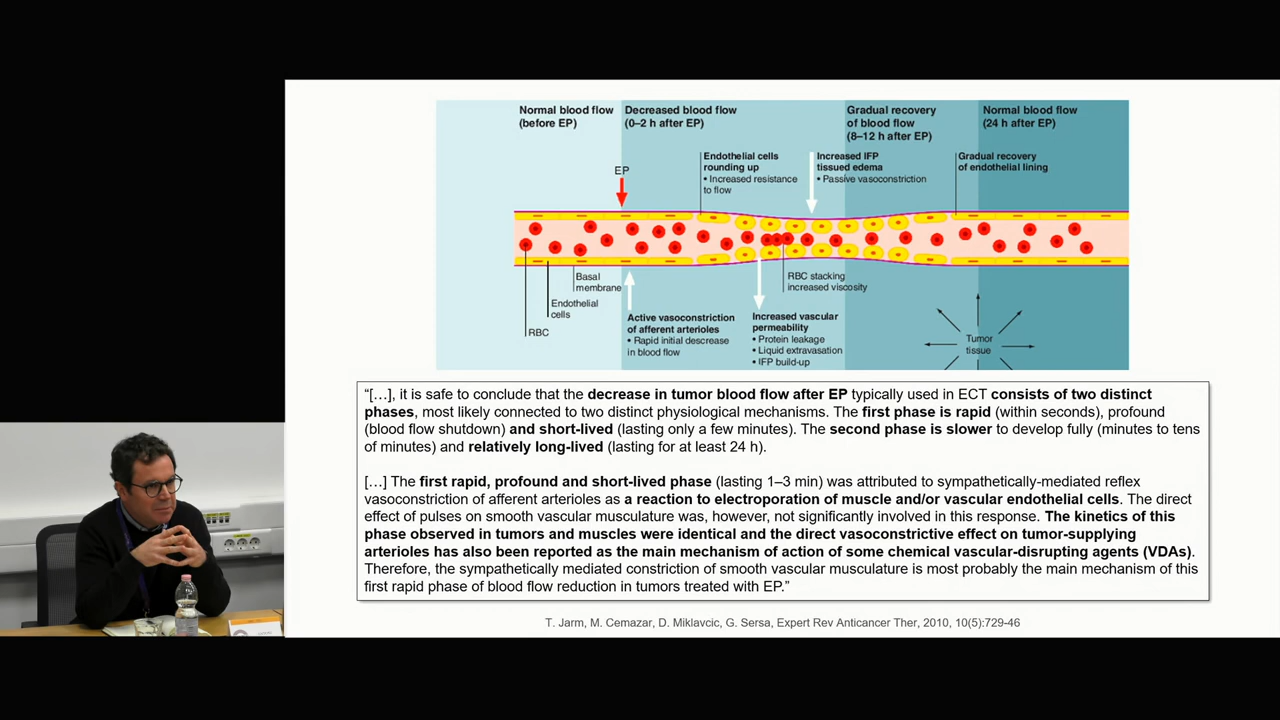 Normal blood flow
(before EP)
Decreased blood flow
(0–2 h after EP)
Gradual recovery
of blood flow
(8–12 h after EP)
Normal blood flow
(24 h after EP)
EP
Endothelial cells
rounding up
• Increased resistance
to flow
Increased IFP
tissued edema
• Passive vasoconstriction
Gradual recovery
of endothelial lining
Basal
membrane
Endothelial
cells
RBC
RBC stacking
increased viscosity
Active vasoconstriction
of afferent arterioles
• Rapid initial descrease
in blood flow
Increased vascular
permeability
• Protein leakage
• Liquid extravasation
• IFP build-up
Tumor
tissue
“[…], it is safe to conclude that the decrease in tumor blood flow after EP typically used in ECT consists of two distinct
phases, most likely connected to two distinct physiological mechanisms. The first phase is rapid (within seconds), profound
(blood flow shutdown) and short-lived (lasting only a few minutes). The second phase is slower to develop fully (minutes to tens
of minutes) and relatively long-lived (lasting for at least 24 h).
[…] The first rapid, profound and short-lived phase (lasting 1–3 min) was attributed to sympathetically-mediated reflex
vasoconstriction of afferent arterioles as a reaction to electroporation of muscle and/or vascular endothelial cells. The direct
effect of pulses on smooth vascular musculature was, however, not significantly involved in this response. The kinetics of this
phase observed in tumors and muscles were identical and the direct vasoconstrictive effect on tumor-supplying
arterioles has also been reported as the main mechanism of action of some chemical vascular-disrupting agents (VDAs).
Therefore, the sympathetically mediated constriction of smooth vascular musculature is most probably the main mechanism of this
first rapid phase of blood flow reduction in tumors treated with EP.”
T. Jarm, M. Cemazar, D. Miklavcic, G. Sersa, Expert Rev Anticancer Ther, 2010, 10(5):729-46